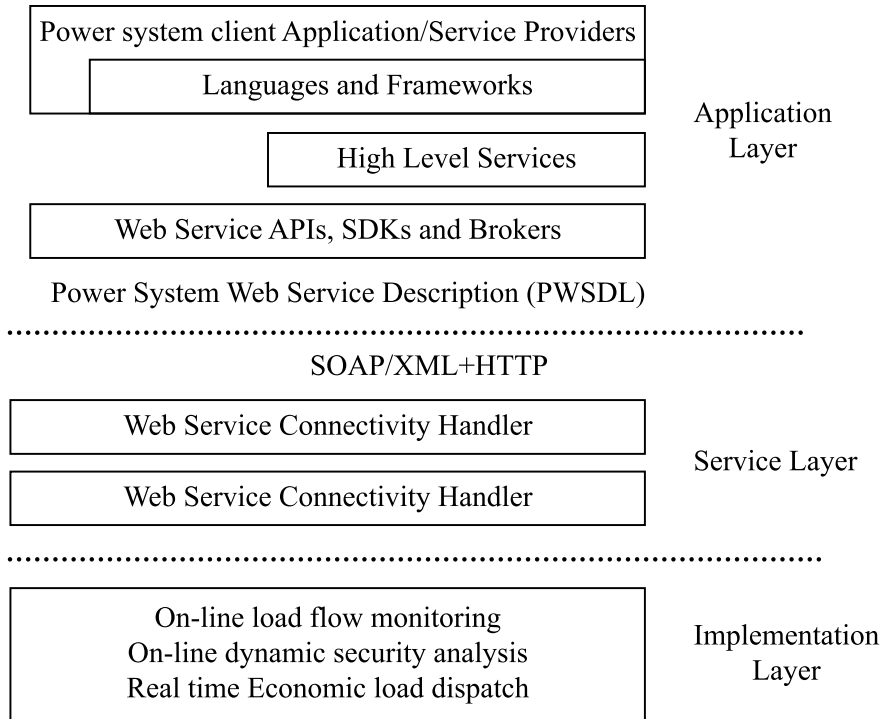 Power system client Application/Service Providers
Languages and Frameworks
High Level Services
Web Service APIs, SDKs and Brokers
Power System Web Service Description (PWSDL)
Application
Layer
SOAP/XML+HTTP
Web Service Connectivity Handler
Web Service Connectivity Handler
Service Layer
On-line load flow monitoring
On-line dynamic security analysis
Real time Economic load dispatch
Implementation
Layer